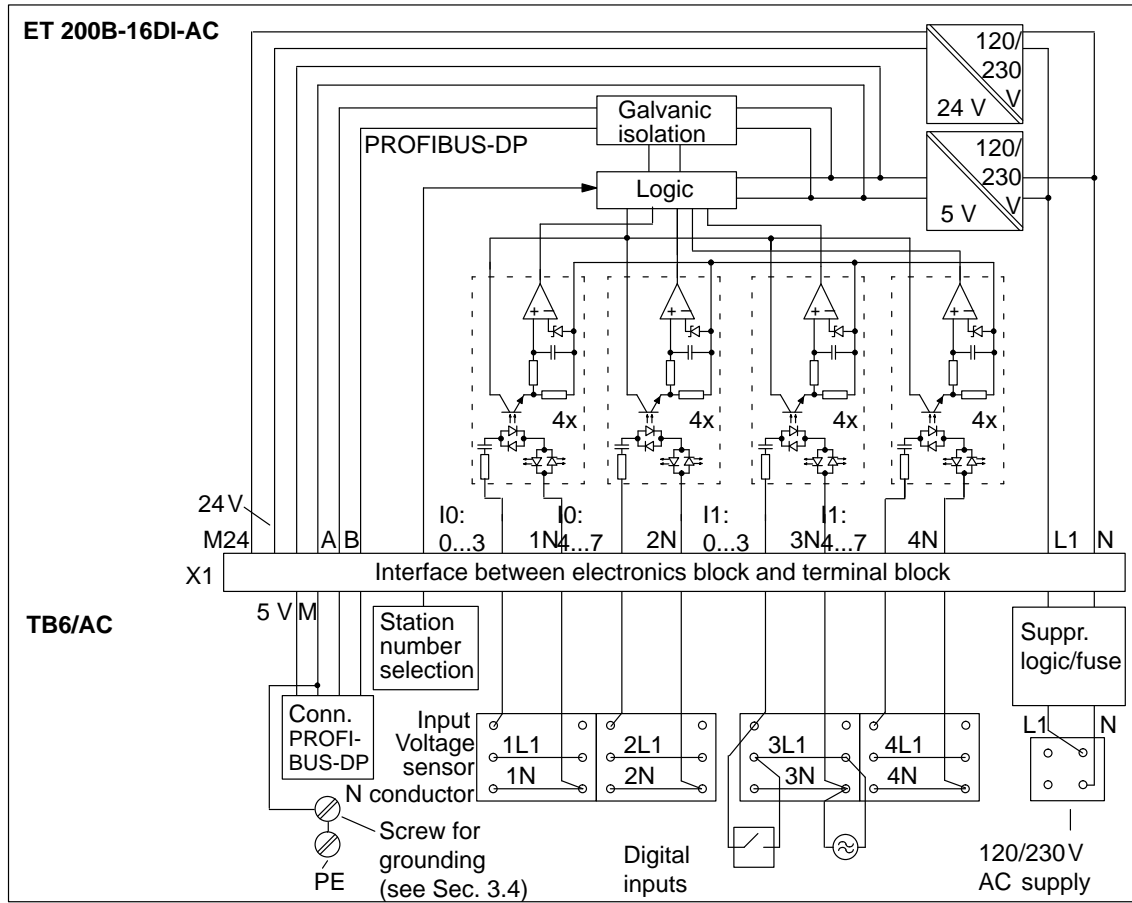 ET 200B-16DI-AC
120/
230
V
24 V
Galvanic
isolation
PROFIBUS-DP
120/
230
V
5 V
Logic
4x
4x
4x
4x
24 V
M24
A
B
I0:
0...3
1N
I0:
4...7
2N
I1:
0...3
3N
I1:
4...7
4N
L1
N
X1
Interface between electronics block and terminal block
5 V
M
TB6/AC
Station
number
selection
Suppr.
logic/fuse
Conn.
PROFI-
BUS-DP
Input
Voltage
sensor
N conductor
1L1
1N
2L1
2N
3L1
3N
4L1
4N
L1
N
Screw for
grounding
(see Sec. 3.4)
PE
Digital
inputs
120/230 V
AC supply